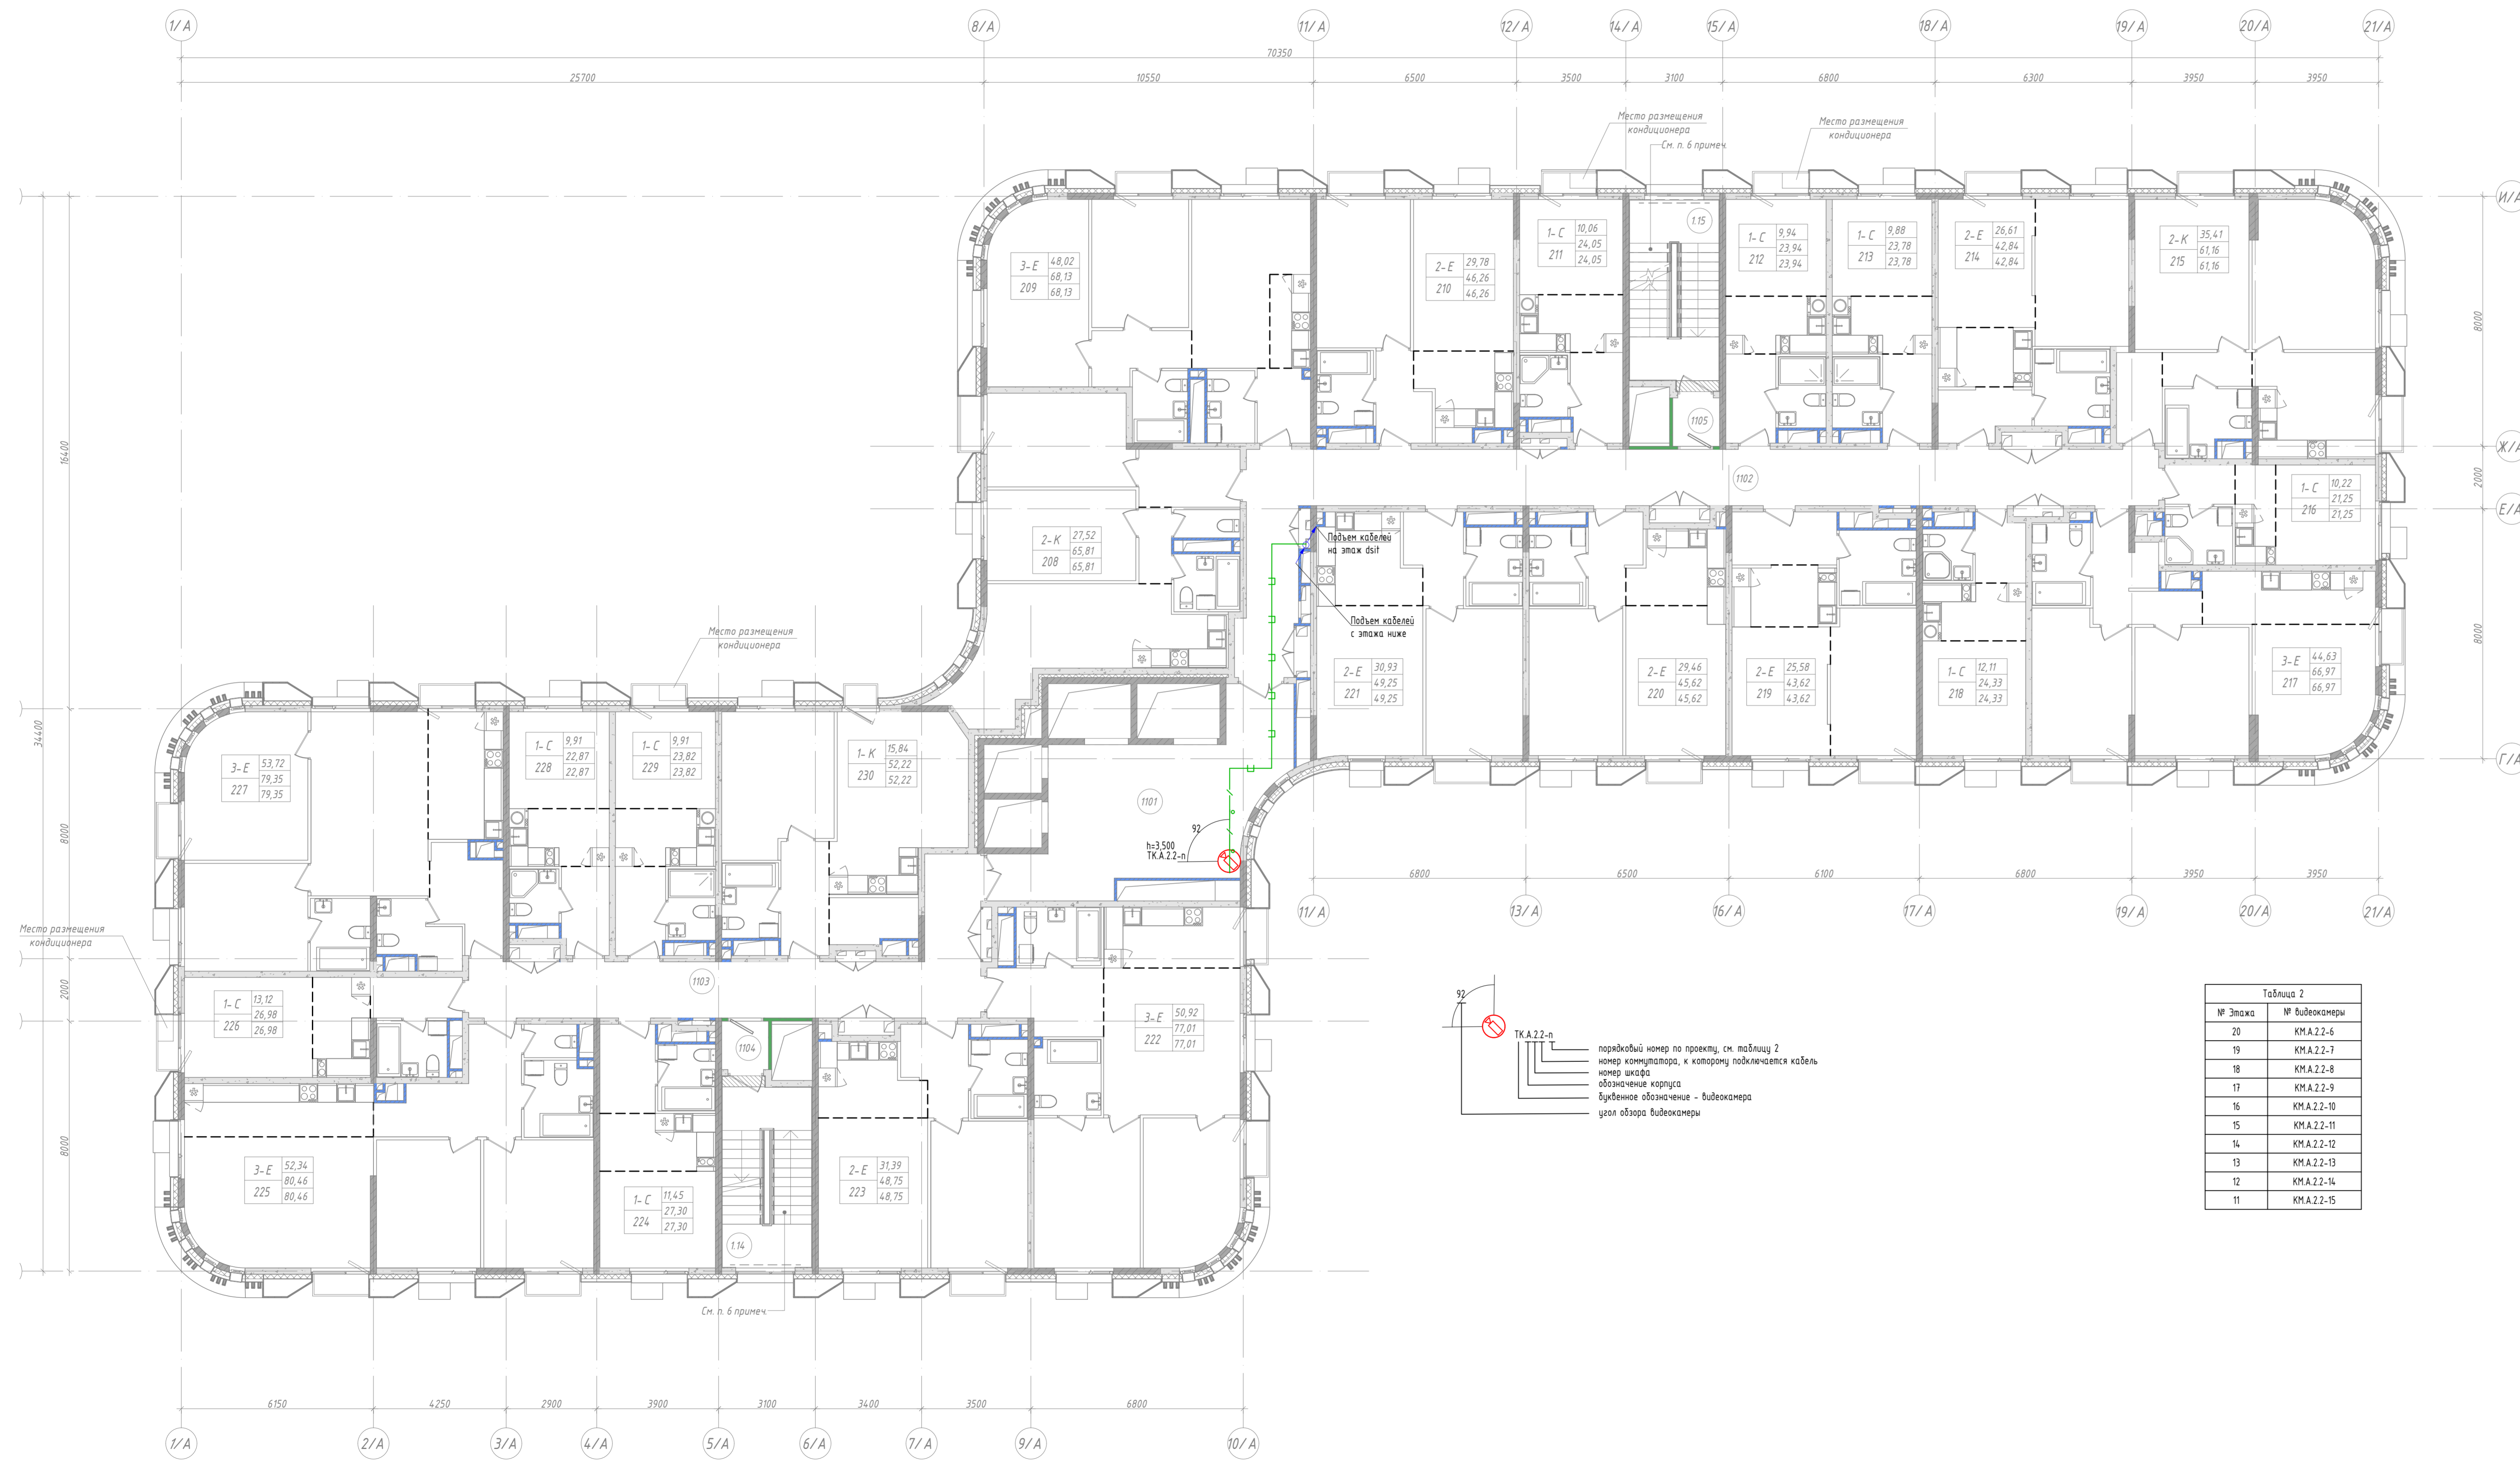 1/А
8/А
11/А
12/А
14/А
15/А
18/А
19/А
20/А
21/А
70350
25700
10550
6500
3500
3100
6800
6300
3950
3950
Место размещения
кондиционера
Место размещения
кондиционера
См. п. 6 примеч.
И/А
Ж/А
Е/А
Г/А
8000
2000
8000
16400
34400
8000
2000
8000
3-Е 48,02
209 68,13
68,13
2-Е 29,78
210 46,26
46,26
1-С 10,06
211 24,05
24,05
1.15
1-С 9,94
212 23,94
23,94
1-С 9,88
213 23,78
23,78
2-Е 26,61
214 42,84
42,84
2-К 35,41
215 61,16
61,16
1105
1102
1-С 10,22
216 21,25
21,25
2-К 27,52
208 65,81
65,81
Подъем кабелей
на этаж dsit
Подъем кабелей
с этажа ниже
Место размещения
кондиционера
2-Е 30,93
221 49,25
49,25
2-Е 29,46
220 45,62
45,62
2-Е 25,58
219 43,62
43,62
1-С 12,11
218 24,33
24,33
3-Е 44,63
217 66,97
66,97
3-Е 53,72
227 79,35
79,35
1-С 9,91
228 22,87
22,87
1-С 9,91
229 23,82
23,82
1-К 15,84
230 52,22
52,22
1101
92
h=3,500
ТК.А.2.2-n
6800
6500
6100
6800
3950
3950
11/А
13/А
16/А
17/А
19/А
20/А
21/А
Место размещения
кондиционера
1103
1-С 13,12
226 26,98
26,98
1104
3-Е 50,92
222 77,01
77,01
92
ТК.А.2.2-n
порядковый номер по проекту, см. таблицу 2
номер коммутатора, к которому подключается кабель
номер шкафа
обозначение корпуса
буквенное обозначение - видеокамера
угол обзора видеокамеры
Таблица 2
№ Этажа № видеокамеры
20 КМ.А.2.2-6
19 КМ.А.2.2-7
18 КМ.А.2.2-8
17 КМ.А.2.2-9
16 КМ.А.2.2-10
15 КМ.А.2.2-11
14 КМ.А.2.2-12
13 КМ.А.2.2-13
12 КМ.А.2.2-14
11 КМ.А.2.2-15
3-Е 52,34
225 80,46
80,46
1-С 11,45
224 27,30
27,30
2-Е 31,39
223 48,75
48,75
1.14
См. п. 6 примеч.
6150
4250
2900
3900
3100
3400
3500
6800
1/А
2/А
3/А
4/А
5/А
6/А
7/А
9/А
10/А